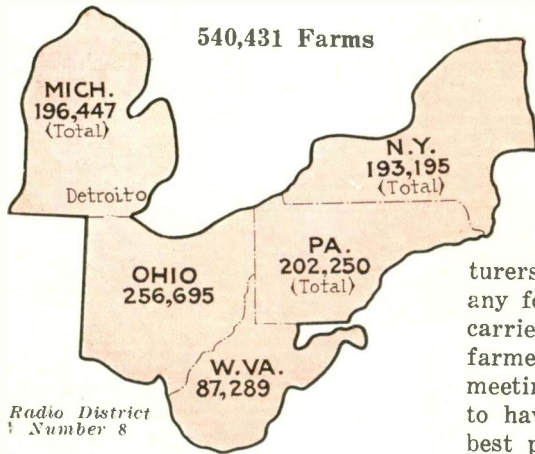 540,431 Farms
MICH.
196,447
(Total)
Detroit
N.Y.
193,195
(Total)
PA.
202,250
(Total)
OHIO
256,695
W.VA.
87,289
Radio District
Number 8
turers
any fe
carrie
farme
meetin
to hav
best p